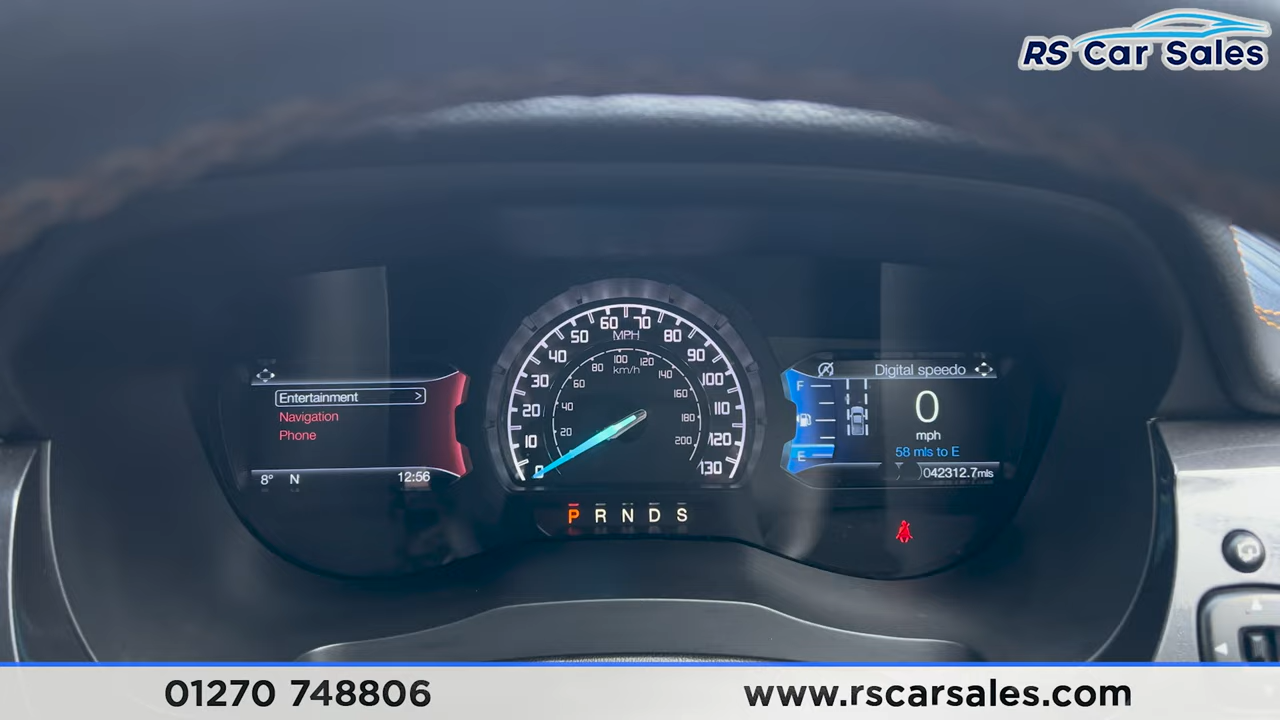 RS Car Sales
60 70
50 MPH 80
40 100 120 90
80 km/h 140
30 60 160 100
20 40 180 110
10 20 200 120
0 130
Entertainment >
Navigation
Phone
8° N 12:56
P R N D S
Digital speedo
F
0
mph
E
58 mls to E
042312.7mls
01270 748806
www.rscarsales.com